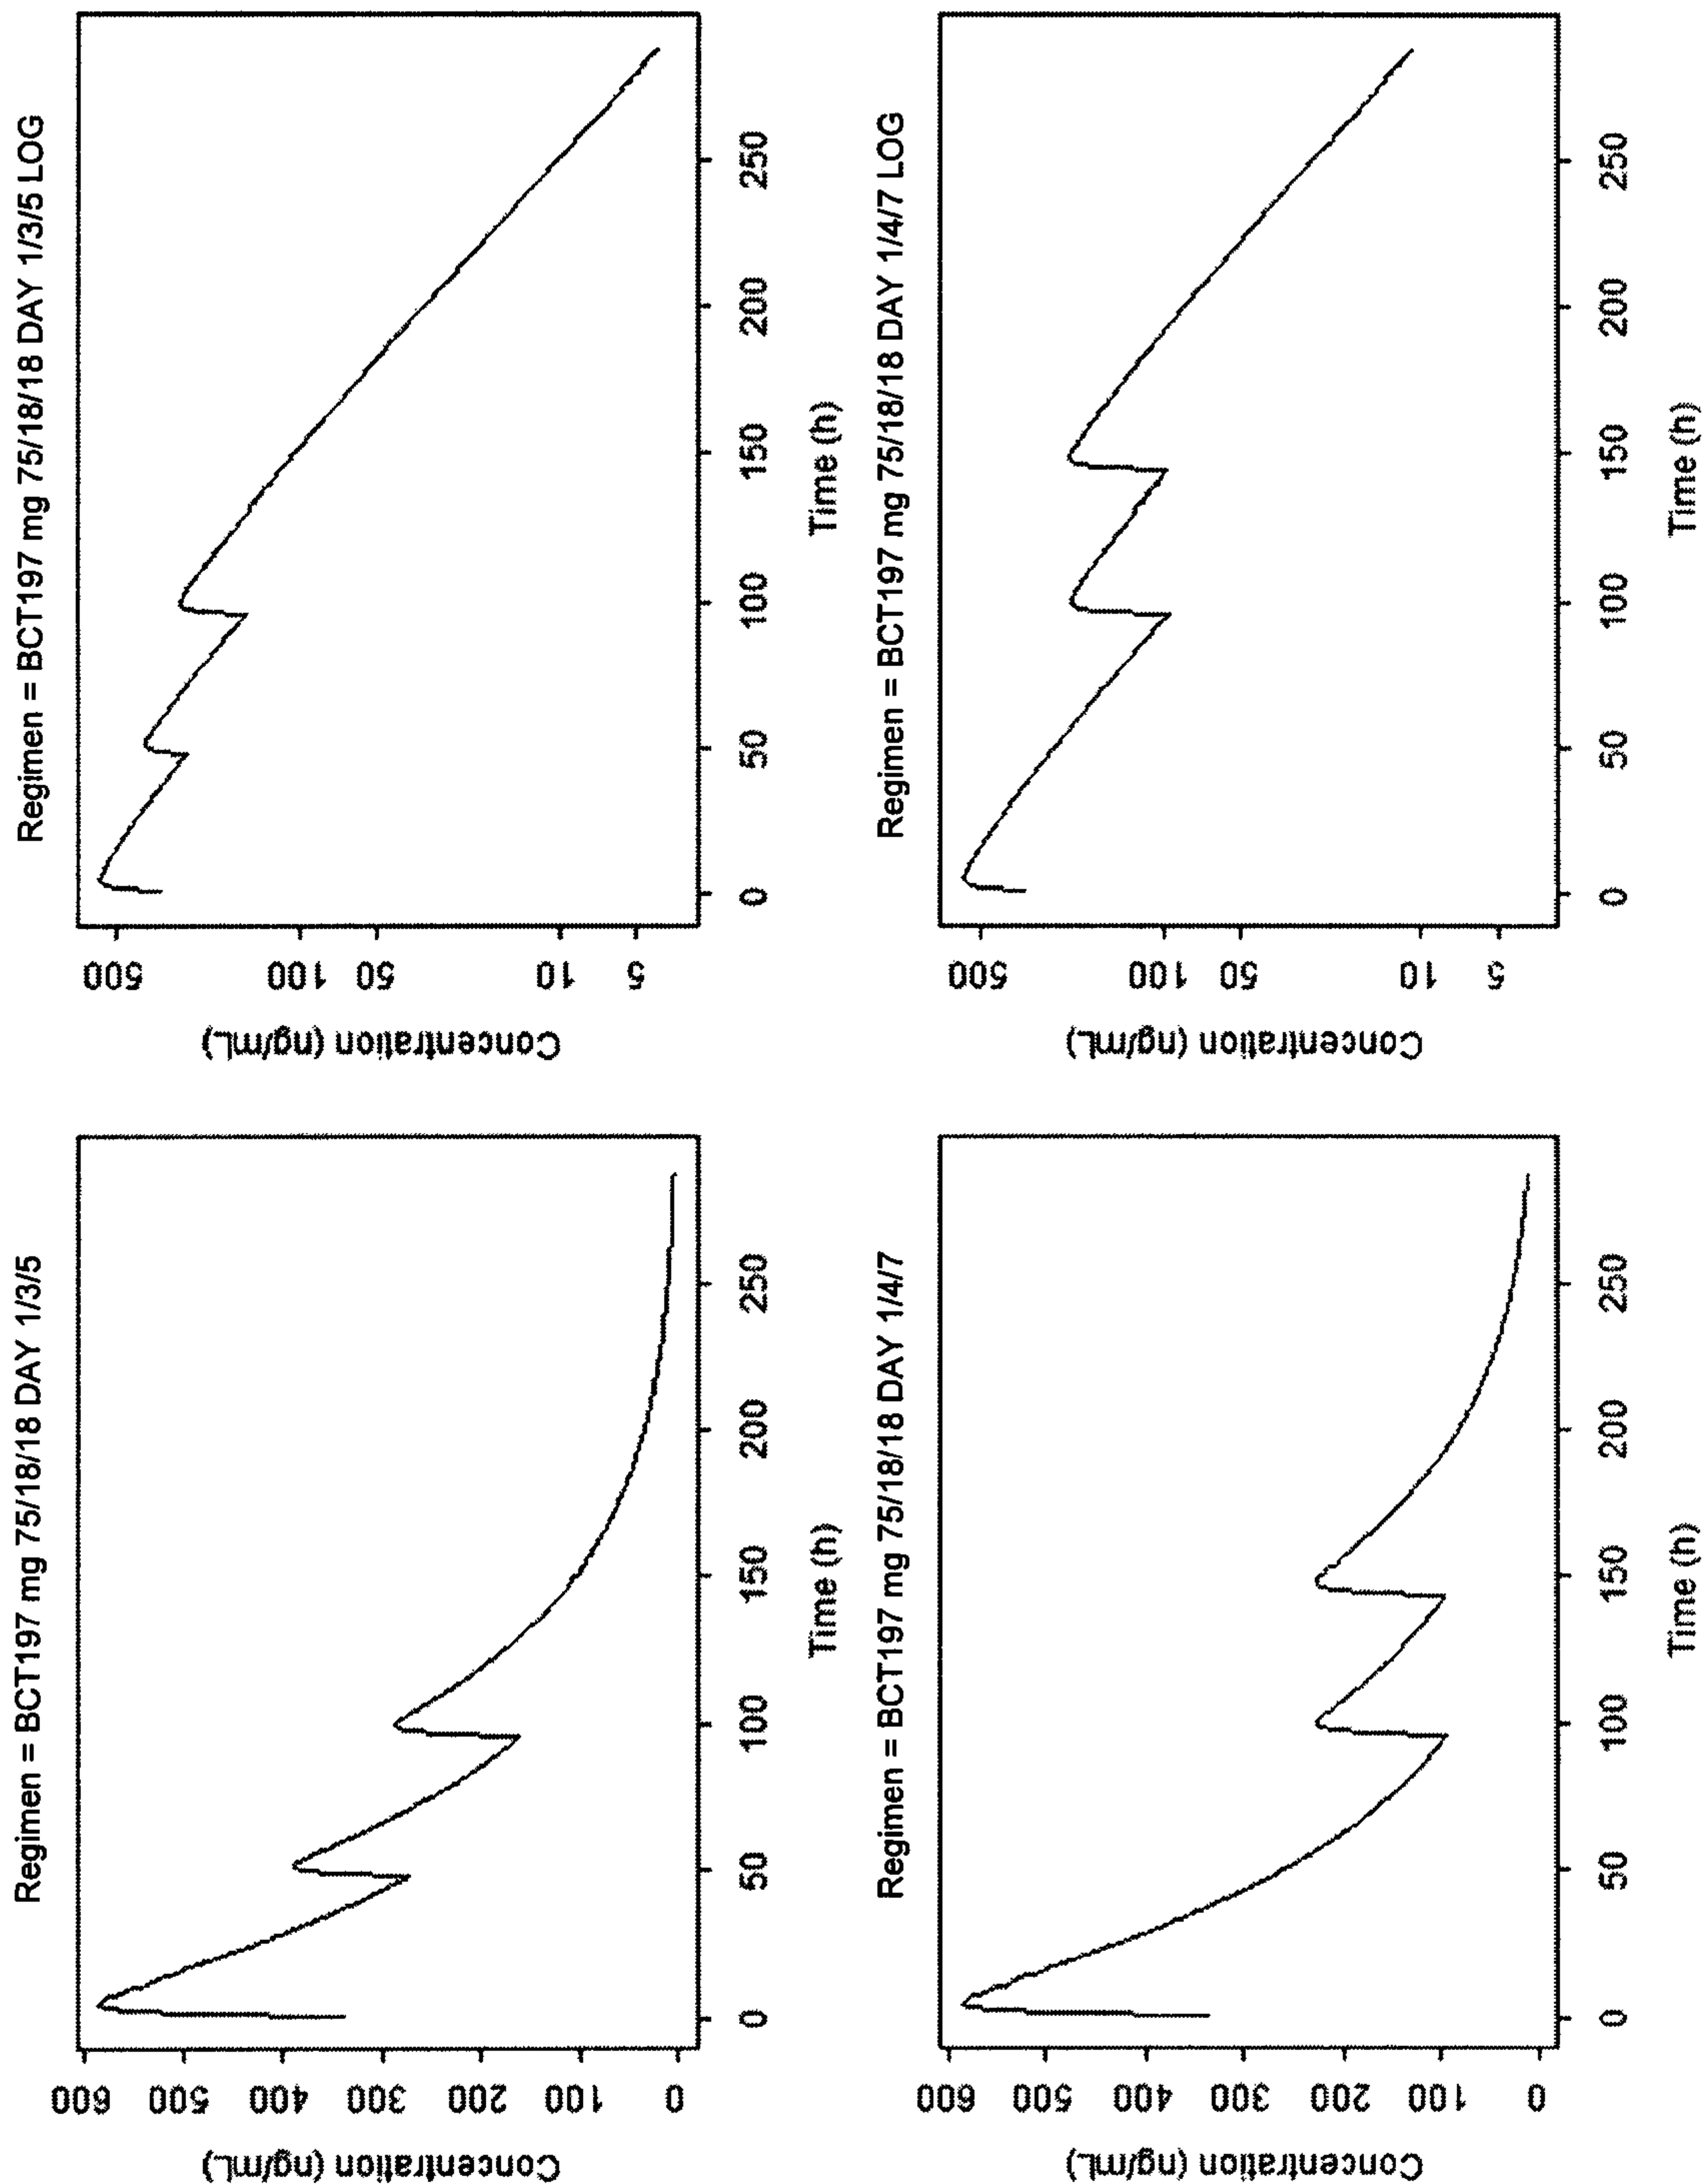 Regimen = BCT197 mg 75/18/18 DAY 1/3/5
Concentration (ng/mL)
600
500
400
300
200
100
0
0 50 100 150 200 250
Time (h)
Regimen = BCT197 mg 75/18/18 DAY 1/3/5 LOG
Concentration (ng/mL)
500
100
50
10
5
0 50 100 150 200 250
Time (h)
Regimen = BCT197 mg 75/18/18 DAY 1/4/7
Concentration (ng/mL)
600
500
400
300
200
100
0
0 50 100 150 200 250
Time (h)
Regimen = BCT197 mg 75/18/18 DAY 1/4/7 LOG
Concentration (ng/mL)
500
100
50
10
5
0 50 100 150 200 250
Time (h)